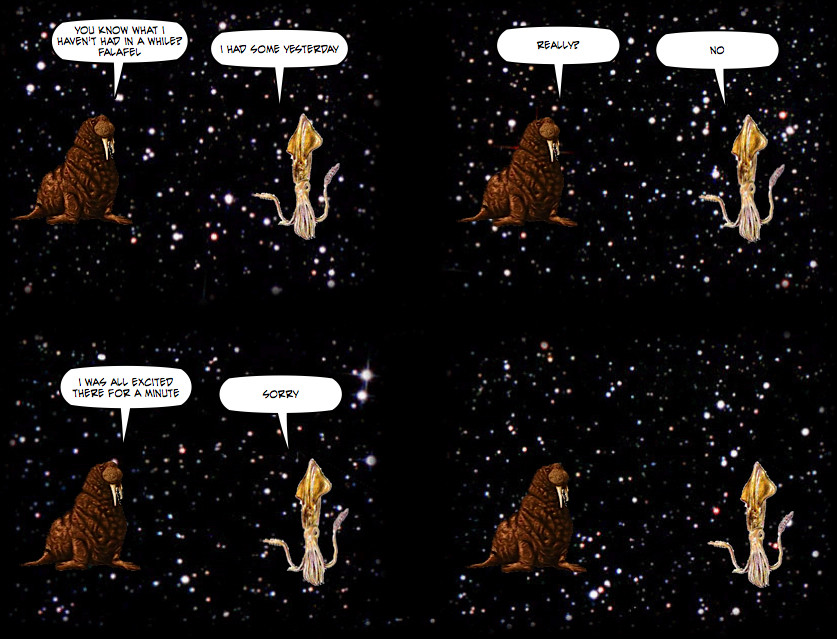 YOU KNOW WHAT I
HAVEN'T HAD IN A WHILE?
FALAFEL
I HAD SOME YESTERDAY
REALLY?
NO
I WAS ALL EXCITED
THERE FOR A MINUTE
SORRY